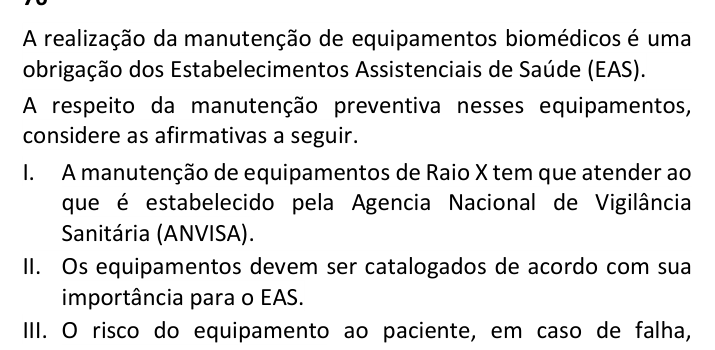 A realização da manutenção de equipamentos biomédicos é uma
obrigação dos Estabelecimentos Assistenciais de Saúde (EAS).
A respeito da manutenção preventiva nesses equipamentos,
considere as afirmativas a seguir.
I. A manutenção de equipamentos de Raio X tem que atender ao
que é estabelecido pela Agencia Nacional de Vigilância
Sanitária (ANVISA).
II. Os equipamentos devem ser catalogados de acordo com sua
importância para o EAS.
III. O risco do equipamento ao paciente, em caso de falha,